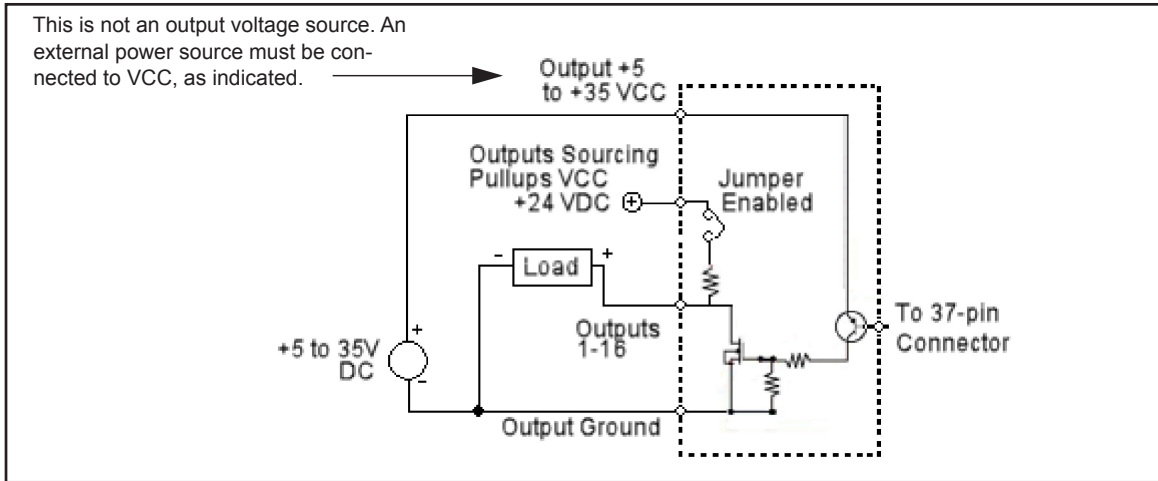 This is not an output voltage source. An
external power source must be con-
nected to VCC, as indicated.
Output +5
to +35 VCC
Outputs Sourcing
Pullups VCC
+24 VDC
Jumper
Enabled
- Load +
Outputs
1-16
To 37-pin
Connector
+5 to 35V
DC
+
-
Output Ground